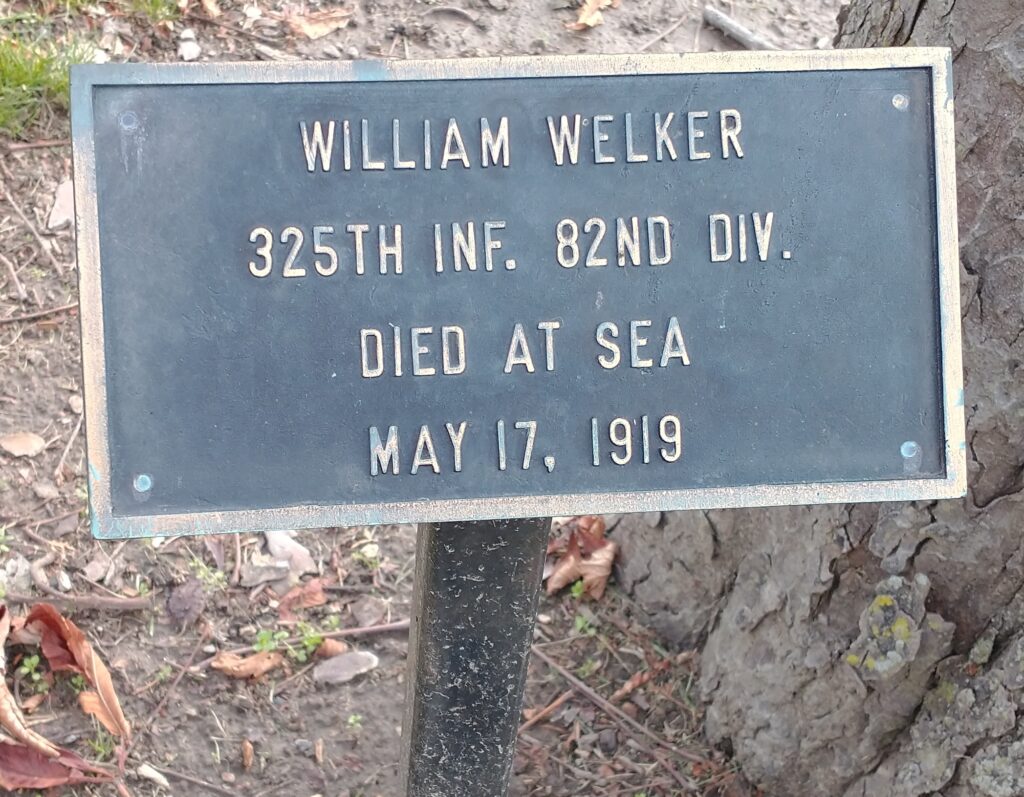 WILLIAM WELKER
325TH INF. 82ND DIV.
DIED AT SEA
MAY 17, 1919